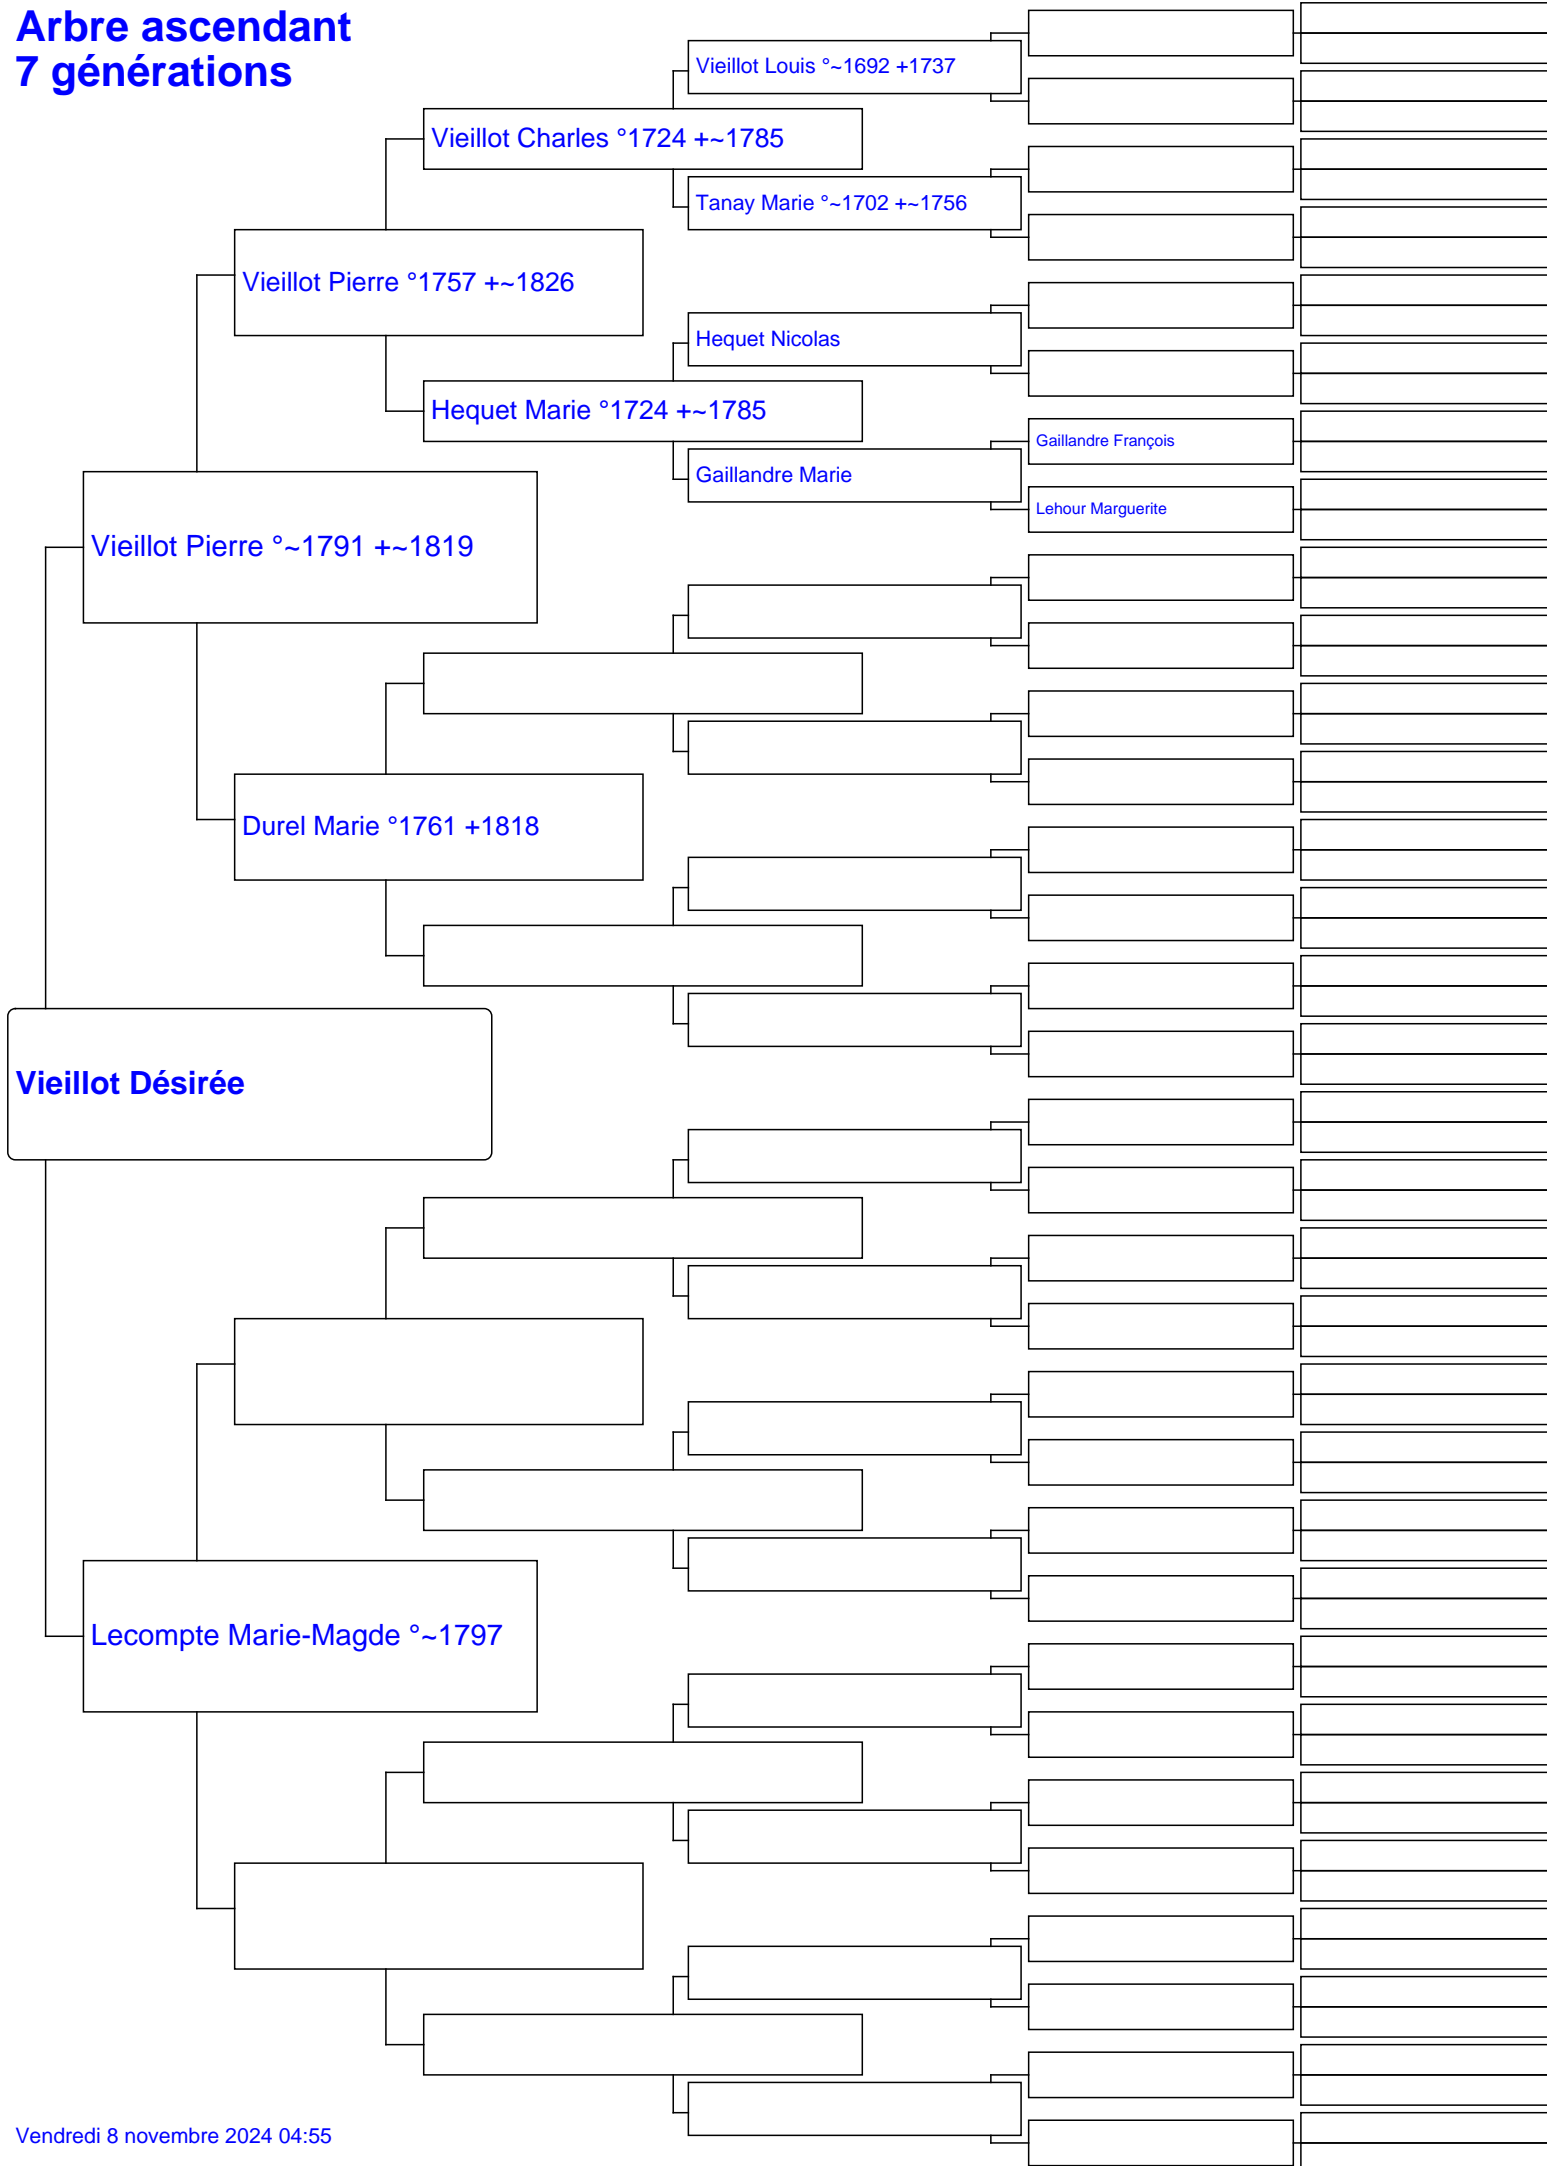 Arbre ascendant
7 générations
Vieillot Louis °~1692 +1737
Vieillot Charles °1724 +~1785
Tanay Marie °~1702 +~1756
Vieillot Pierre °1757 +~1826
Hequet Nicolas
Hequet Marie °1724 +~1785
Gaillandre François
Gaillandre Marie
Lehour Marguerite
Vieillot Pierre °~1791 +~1819
Durel Marie °1761 +1818
Vieillot Désirée
Lecompte Marie-Magde °~1797
Vendredi 8 novembre 2024 04:55